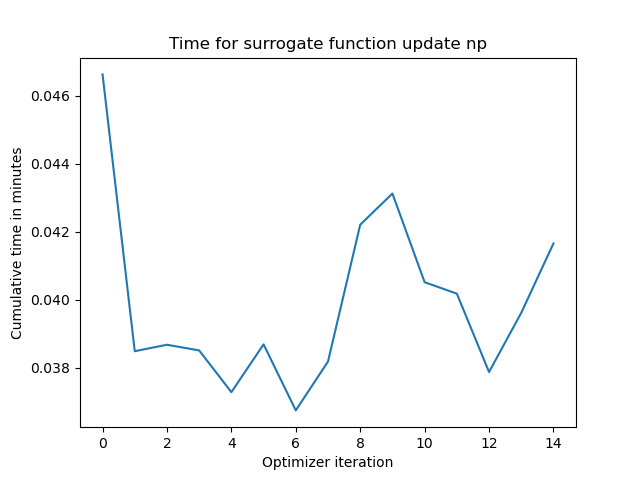 Time for surrogate function update np
0.046
0.044
0.042
0.040
0.038
Cumulative time in minutes
0 2 4 6 8 10 12 14
Optimizer iteration